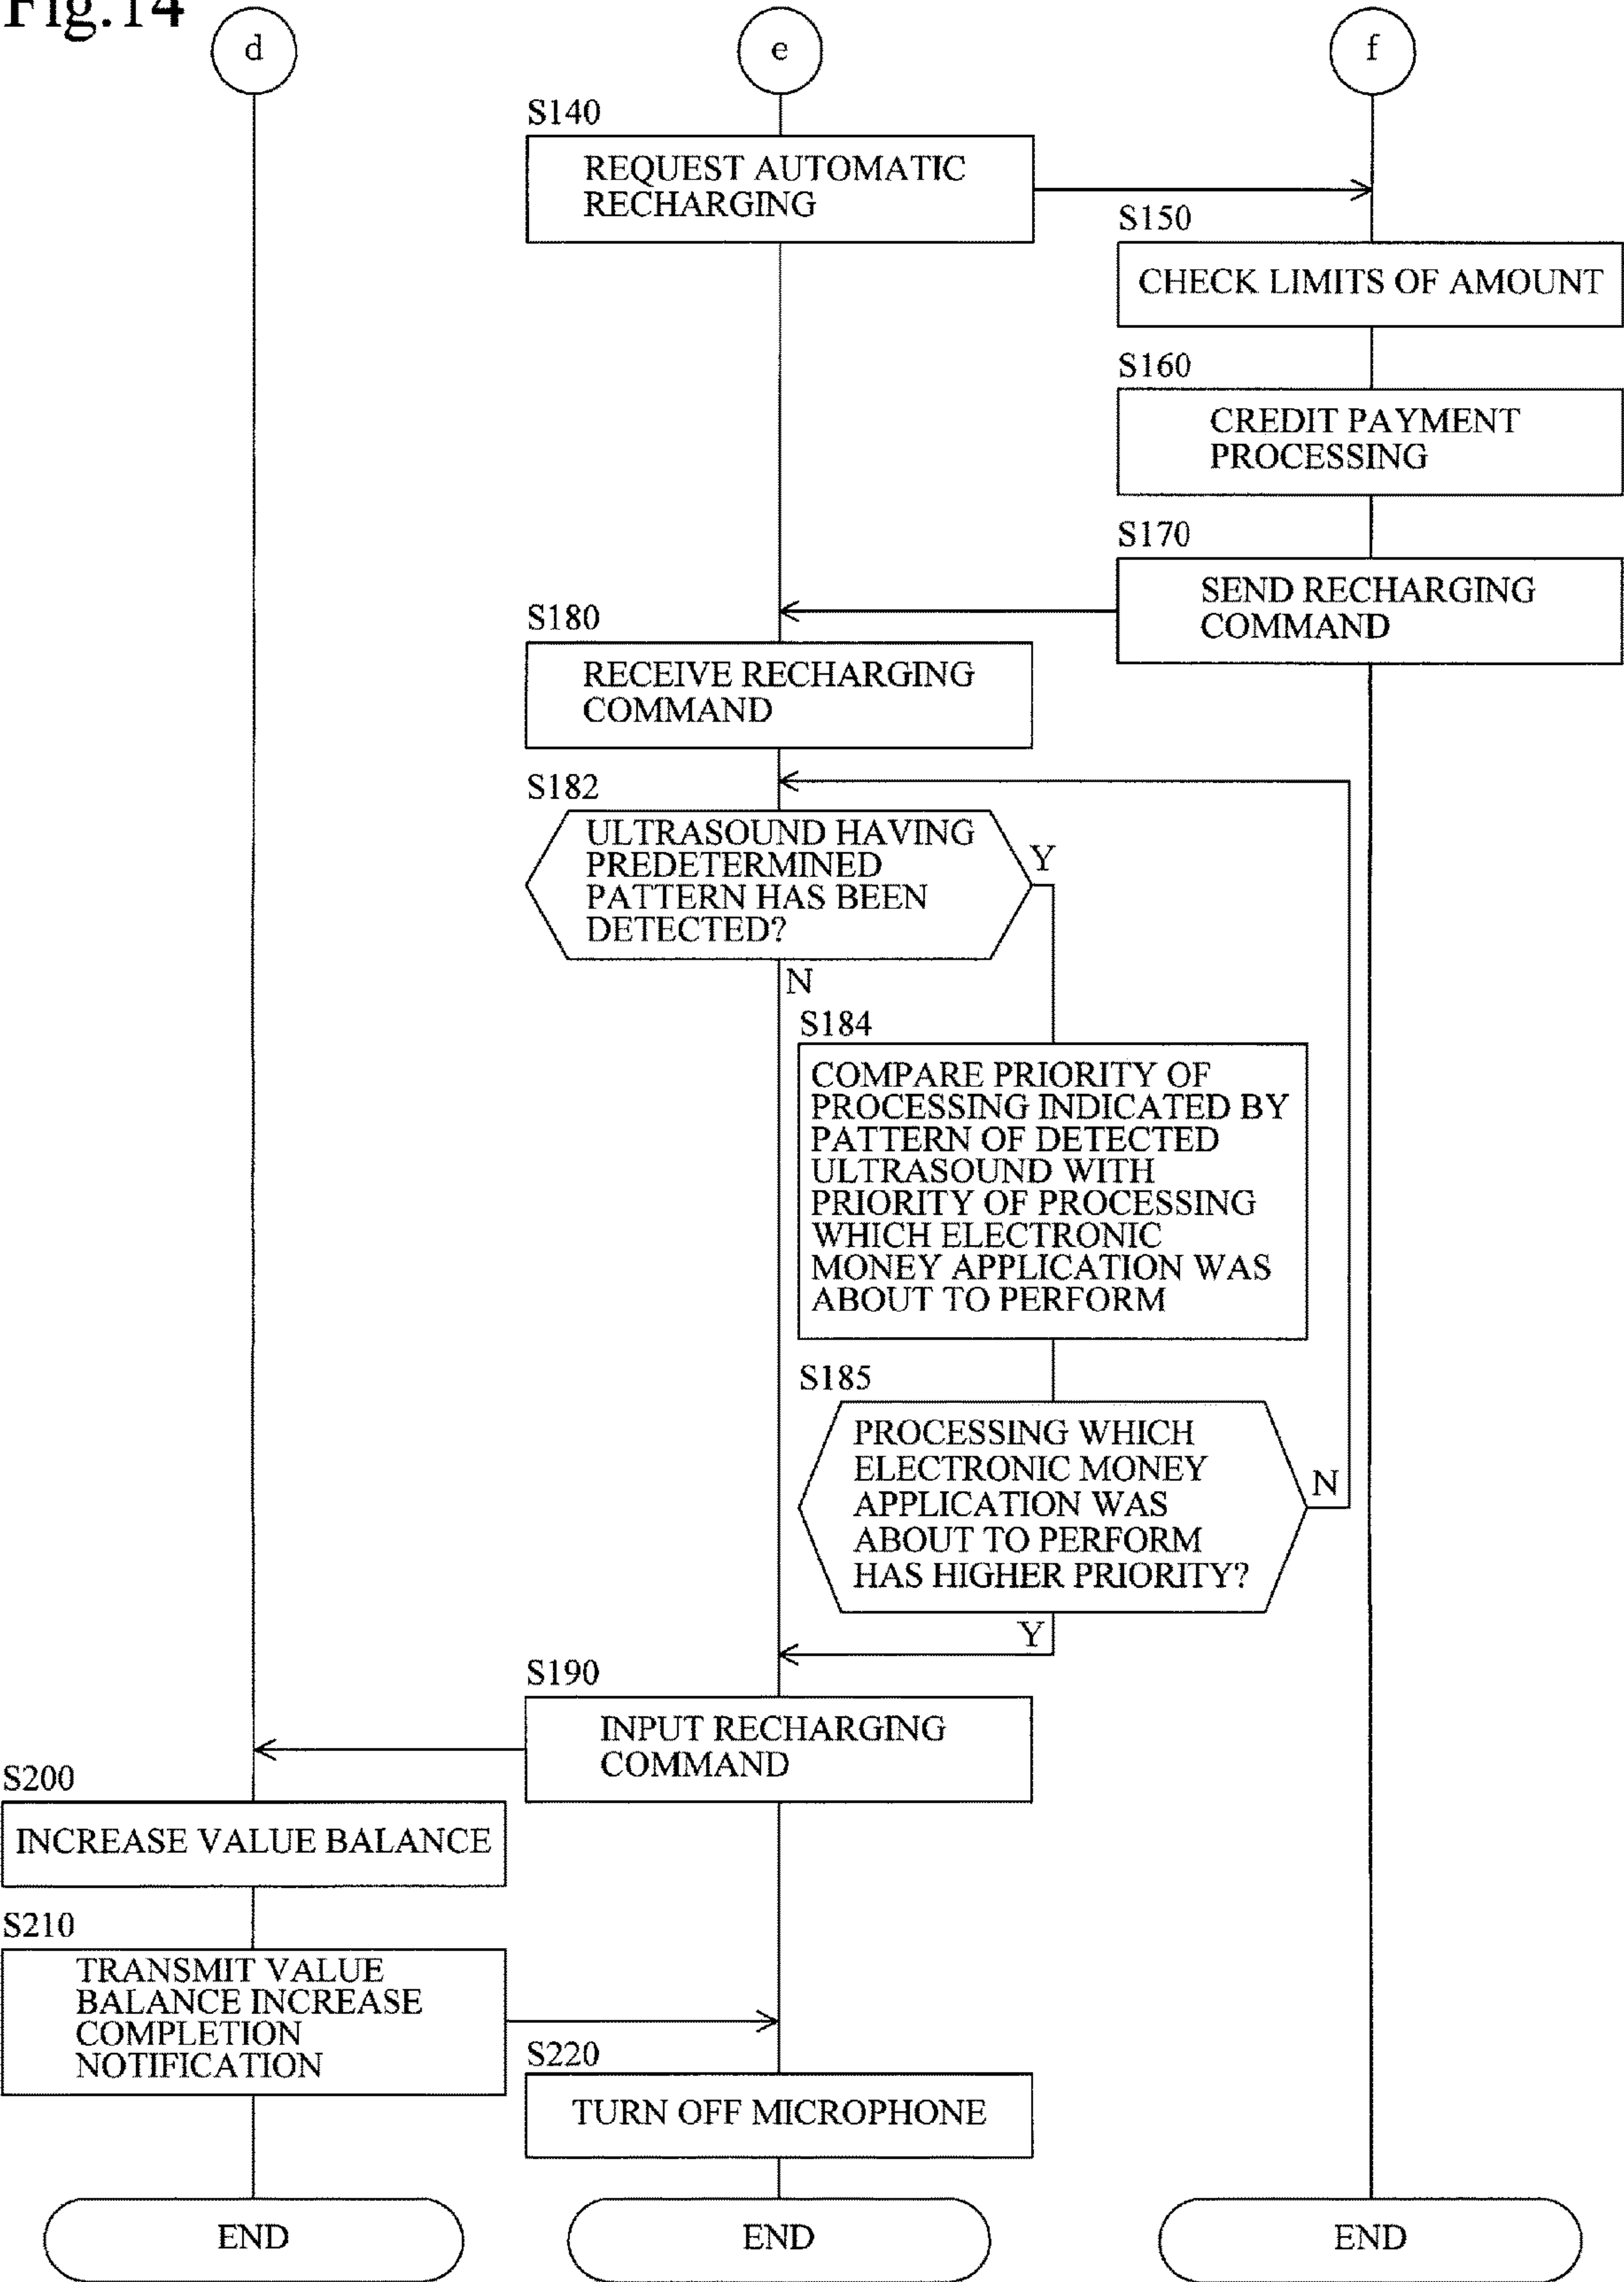 Fig.14
d
e
f
S140
REQUEST AUTOMATIC
RECHARGING
S150
CHECK LIMITS OF AMOUNT
S160
CREDIT PAYMENT
PROCESSING
S170
SEND RECHARGING
COMMAND
S180
RECEIVE RECHARGING
COMMAND
S182
ULTRASOUND HAVING
PREDETERMINED
PATTERN HAS BEEN
DETECTED?
Y
N
S184
COMPARE PRIORITY OF
PROCESSING INDICATED BY
PATTERN OF DETECTED
ULTRASOUND WITH
PRIORITY OF PROCESSING
WHICH ELECTRONIC
MONEY APPLICATION WAS
ABOUT TO PERFORM
S185
PROCESSING WHICH
ELECTRONIC MONEY
APPLICATION WAS
ABOUT TO PERFORM
HAS HIGHER PRIORITY?
N
Y
S190
INPUT RECHARGING
COMMAND
S200
INCREASE VALUE BALANCE
S210
TRANSMIT VALUE
BALANCE INCREASE
COMPLETION
NOTIFICATION
S220
TURN OFF MICROPHONE
END
END
END